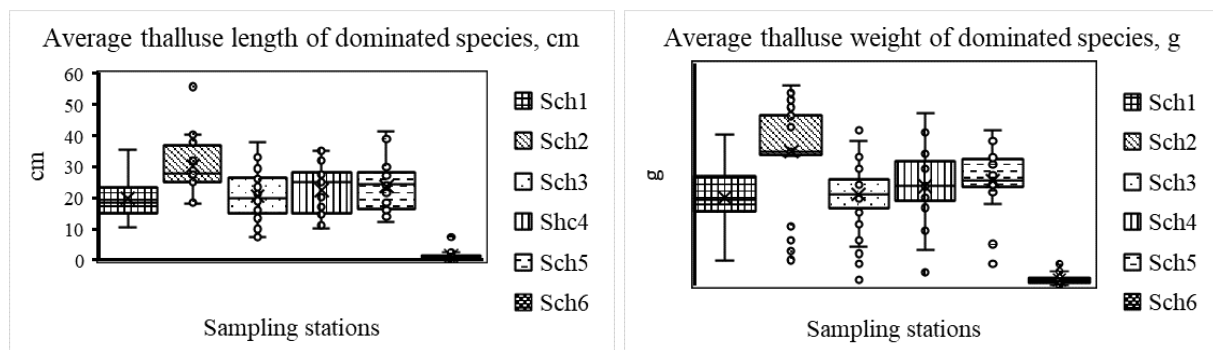 Average thalluse length of dominated species, cm
60
50
40
30
20
10
0
cm
Sampling stations
Sch1
Sch2
Sch3
Shc4
Sch5
Sch6
Average thalluse weight of dominated species, g
g
Sampling stations
Sch1
Sch2
Sch3
Sch4
Sch5
Sch6